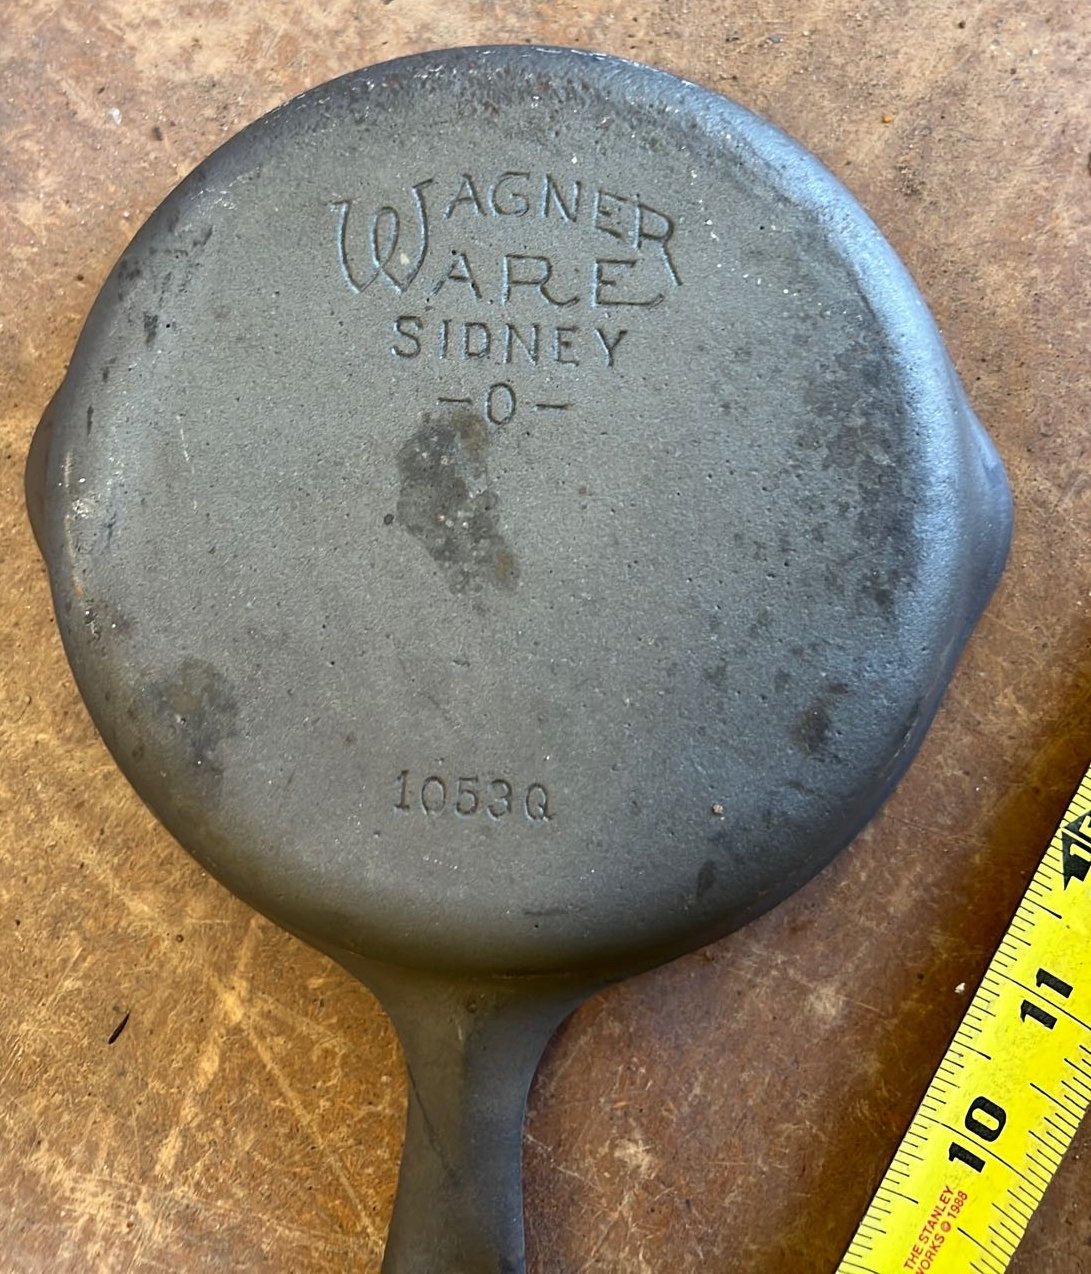 WAGNER
WARE
SIDNEY
-O-
1053Q
11
10
THE STANLEY
WORKS © 1988